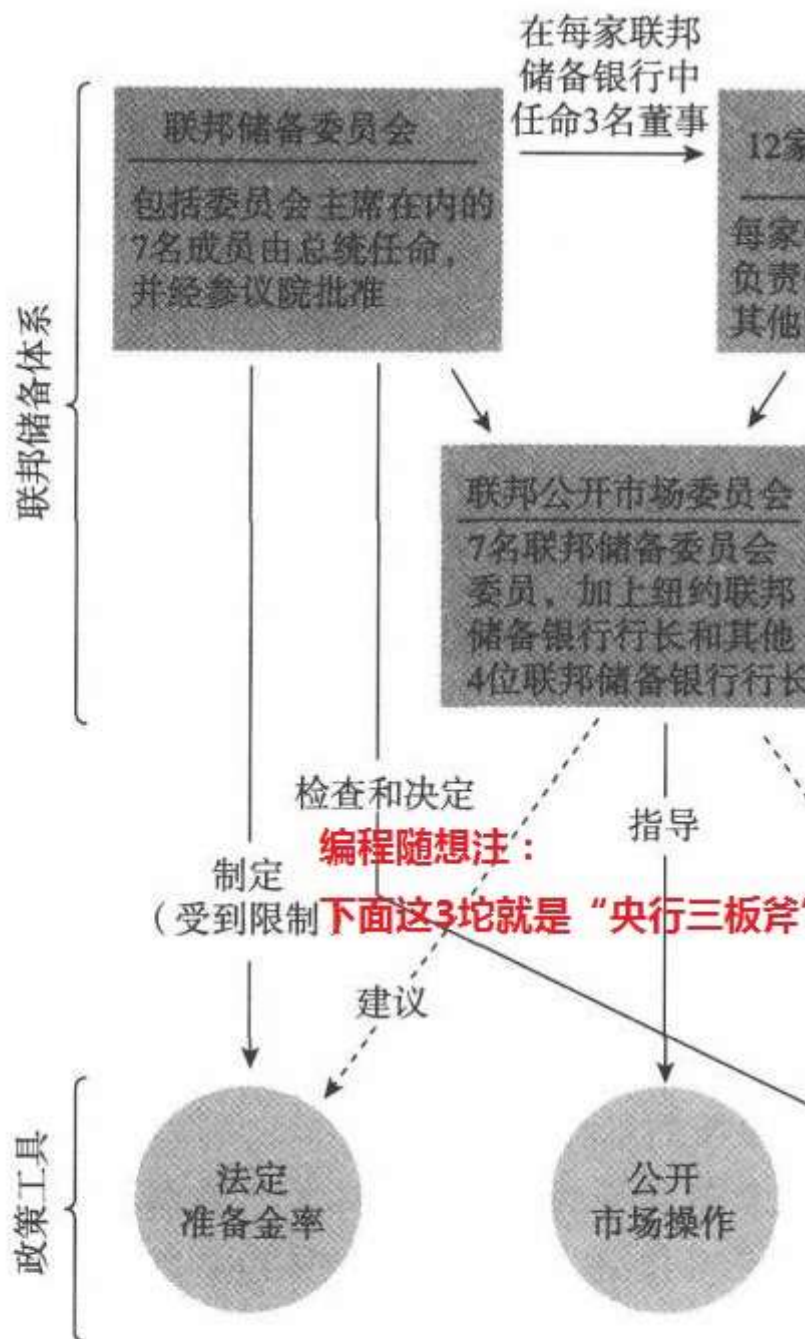 在每家联邦
储备银行中
任命3名董事
联邦储备委员会
包括委员会主席在内的
7名成员由总统任命，
并经参议院批准
12家
每家
负责
其他
联邦储备体系
联邦公开市场委员会
7名联邦储备委员会
委员，加上纽约联邦
储备银行行长和其他
4位联邦储备银行行长
检查和决定
编程随想注：
指导
制定
（受到限制
下面这3坨就是“央行三板斧”
建议
政策工具
法定
准备金率
公开
市场操作